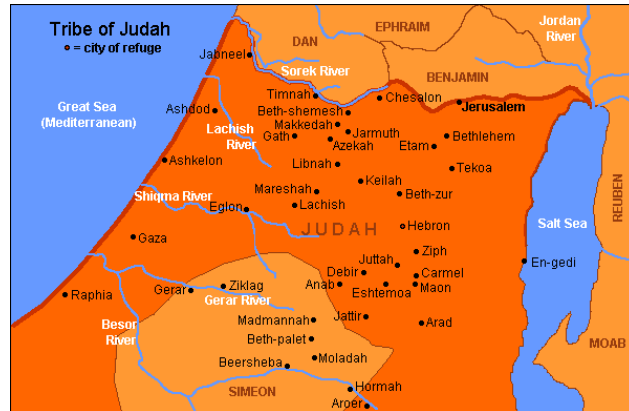 Tribe of Judah
= city of refuge
DAN
EPHRAIM
Jordan
River
Jabneel
Sorek River
BENJAMIN
Timnah
Chesalon
Jerusalem
Great Sea
(Mediterranean)
Ashdod
Beth-shemesh
Makkedah
Lachish
River
Gath
Jarmuth
Azekah
Etam
Bethlehem
Ashkelon
Libnah
Tekoa
Keilah
Shiqma River
Mareshah
Beth-zur
Lachish
Eglon
REUBEN
JUDAH
Hebron
Salt Sea
Gaza
Ziph
Juttah
En-gedi
Debir
Carmel
Raphia
Gerar
Ziklag
Anab
Eshtemoa
Maon
Gerar River
Besor
River
Madmannah
Jattir
Arad
Beth-palet
MOAB
Moladah
Beersheba
SIMEON
Hormah
Aroer